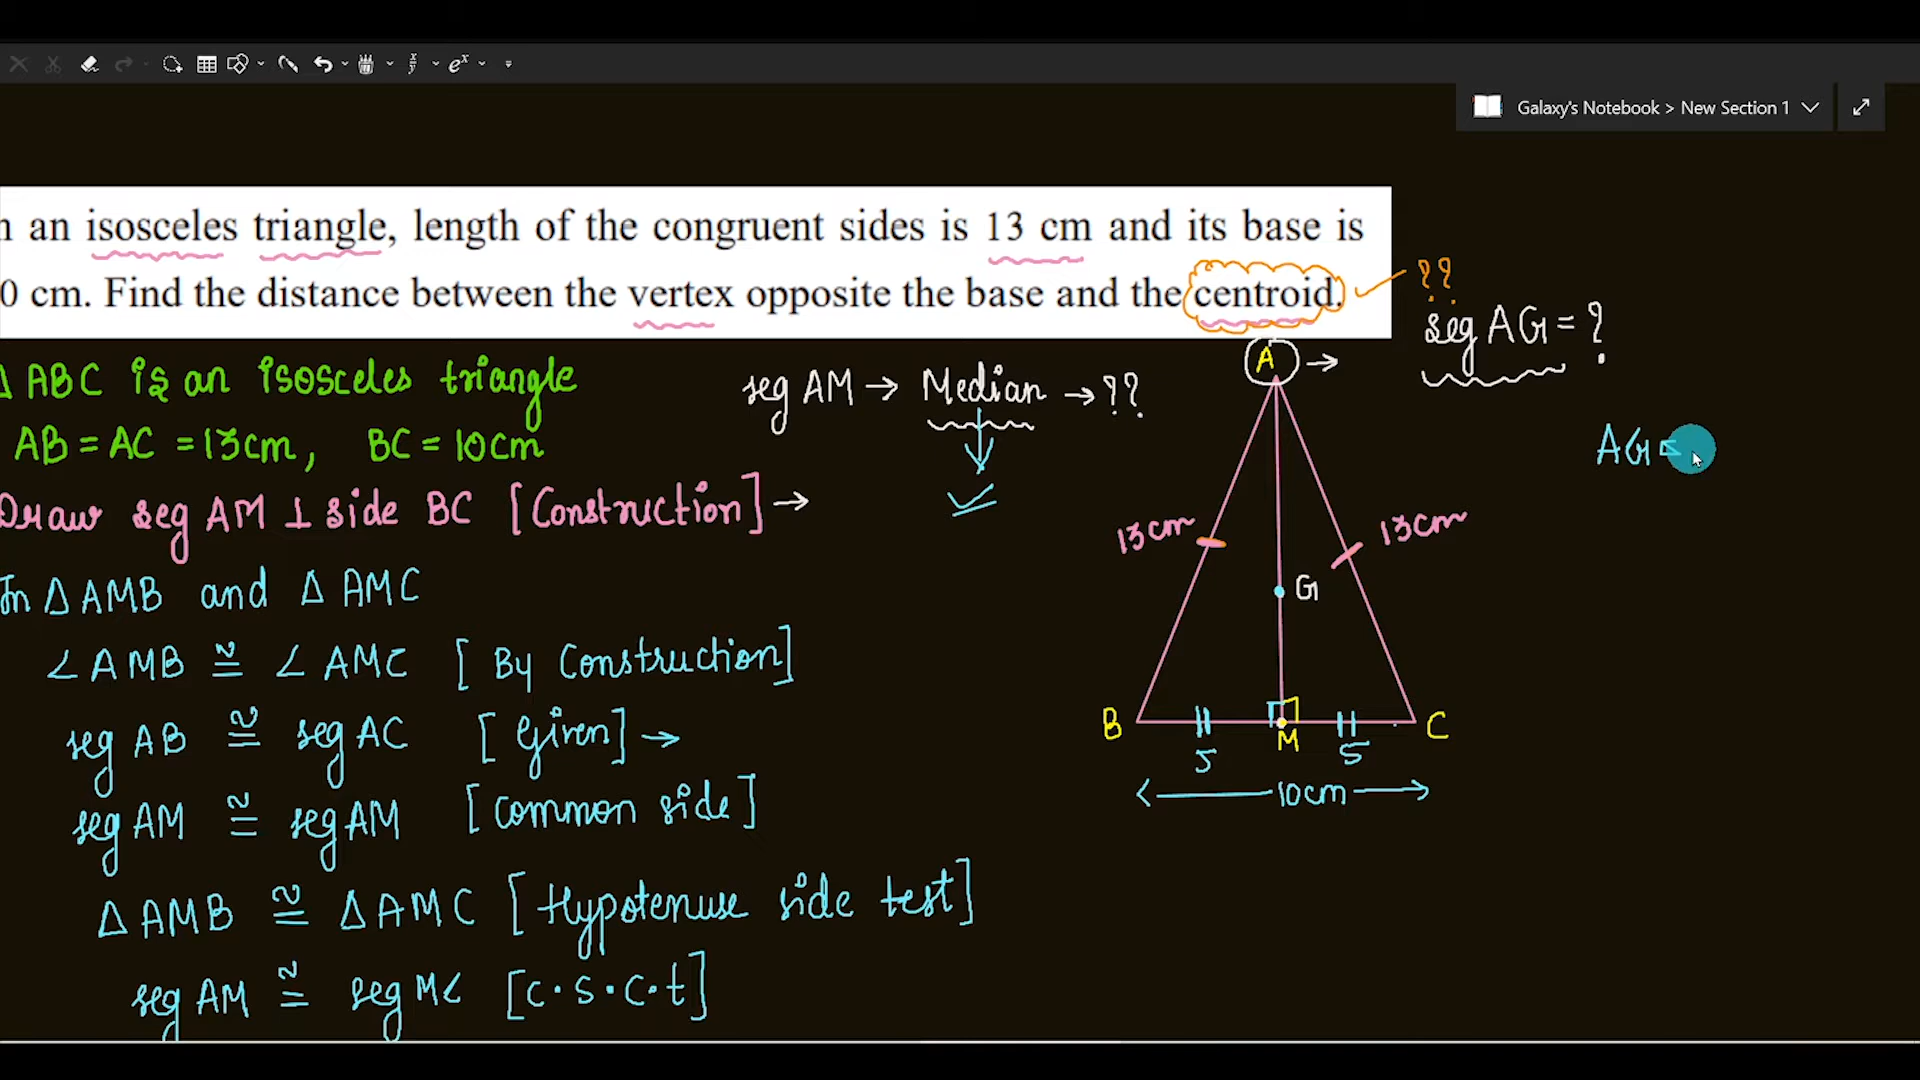 Galaxy's Notebook > New Section 1
n an isosceles triangle, length of the congruent sides is 13 cm and its base is
0 cm. Find the distance between the vertex opposite the base and the centroid.
??
seg AG = ?
Δ ABC is an isosceles triangle
seg AM → Median → ??
A →
AB = AC = 13cm, BC = 10cm
AG =
Draw seg AM ⊥ side BC [Construction] →
13cm
13cm
In Δ AMB and Δ AMC
G
∠ AMB ≅ ∠ AMC [ By Construction]
seg AB ≅ seg AC [ Given] →
B M C
5 5
10cm
seg AM ≅ seg AM [Common side]
Δ AMB ≅ Δ AMC [Hypotenuse side test]
seg AM ≅ seg MC [c.s.c.t]